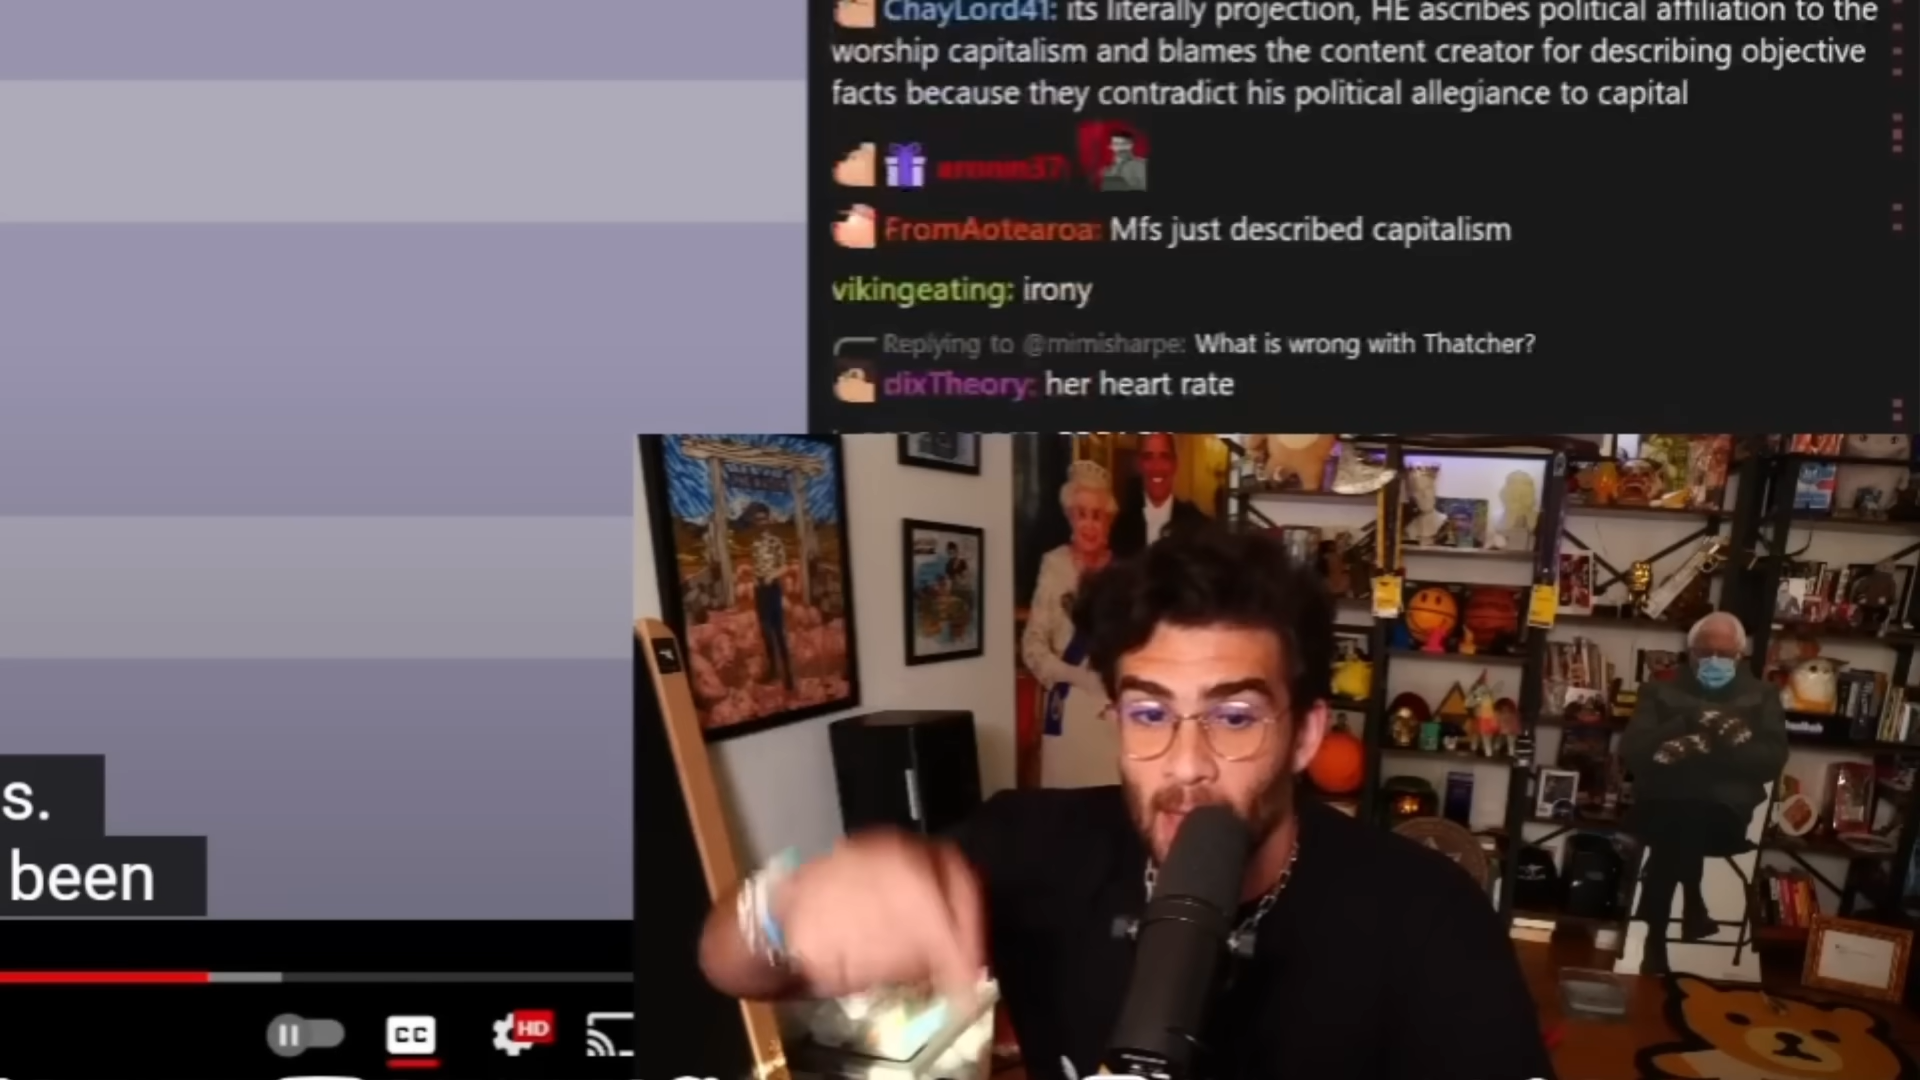 ChayLord41: its literally projection, HE ascribes political affiliation to the
worship capitalism and blames the content creator for describing objective
facts because they contradict his political allegiance to capital
FromAotearoa: Mfs just described capitalism
vikingeating: irony
Replying to @mimisharpe: What is wrong with Thatcher?
dixTheory: her heart rate
s.
been
CC
HD